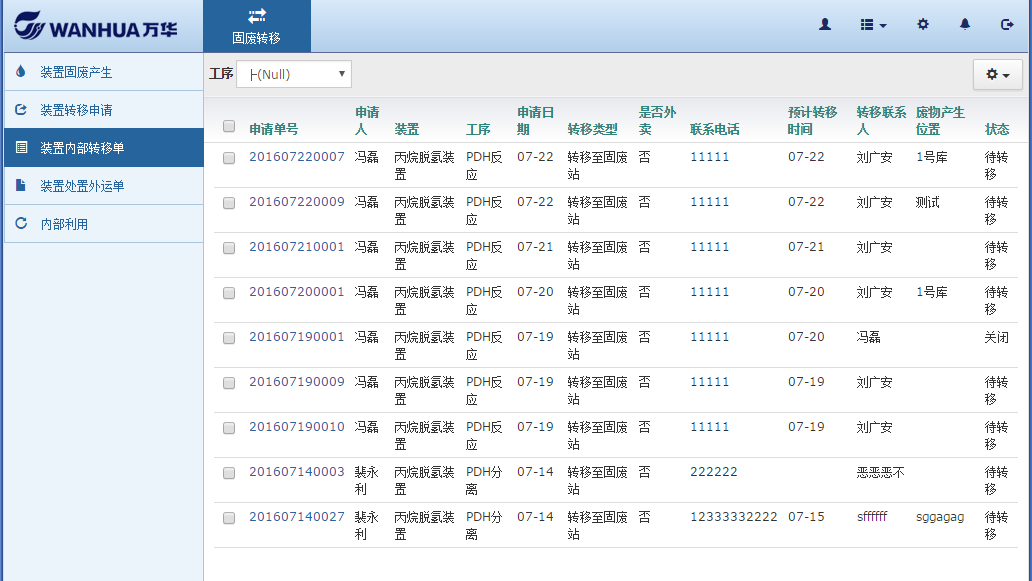 WANHUA万华
固废转移
装置固废产生
装置转移申请
装置内部转移单
装置处置外运单
内部利用
工序 ├(Null)
申请单号 申请人 装置 工序 申请日期 转移类型 是否外卖 联系电话 预计转移时间 转移联系人 废物产生位置 状态
201607220007 冯磊 丙烷脱氢装置 PDH反应 07-22 转移至固废站 否 11111 07-22 刘广安 1号库 待转移
201607220009 冯磊 丙烷脱氢装置 PDH反应 07-22 转移至固废站 否 11111 07-22 刘广安 测试 待转移
201607210001 冯磊 丙烷脱氢装置 PDH反应 07-21 转移至固废站 否 11111 07-21 刘广安 待转移
201607200001 冯磊 丙烷脱氢装置 PDH反应 07-20 转移至固废站 否 11111 07-20 刘广安 1号库 待转移
201607190001 冯磊 丙烷脱氢装置 PDH反应 07-19 转移至固废站 否 11111 07-20 冯磊 关闭
201607190009 冯磊 丙烷脱氢装置 PDH反应 07-19 转移至固废站 否 11111 07-19 刘广安 待转移
201607190010 冯磊 丙烷脱氢装置 PDH反应 07-19 转移至固废站 否 11111 07-19 刘广安 待转移
201607140003 裴永利 丙烷脱氢装置 PDH分离 07-14 转移至固废站 否 222222 恶恶恶不 待转移
201607140027 裴永利 丙烷脱氢装置 PDH分离 07-14 转移至固废站 否 12333332222 07-15 sffffff sggagag 待转移